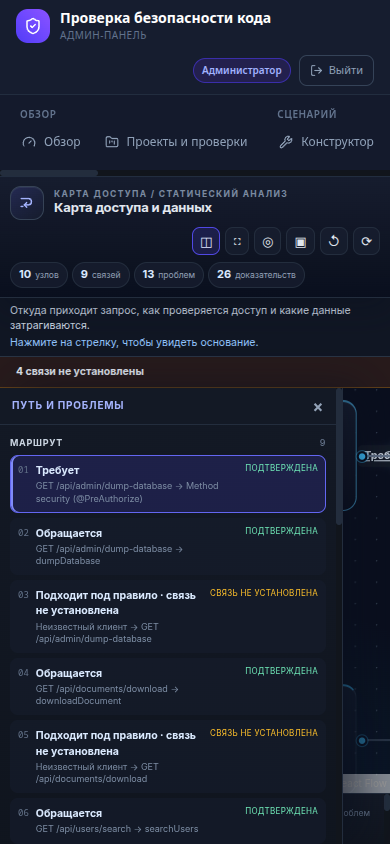 Проверка безопасности кода
АДМИН-ПАНЕЛЬ
Администратор
Выйти
ОБЗОР
СЦЕНАРИЙ
Обзор
Проекты и проверки
Конструктор
КАРТА ДОСТУПА / СТАТИЧЕСКИЙ АНАЛИЗ
Карта доступа и данных
10 узлов
9 связей
13 проблем
26 доказательств
Откуда приходит запрос, как проверяется доступ и какие данные
затрагиваются.
Нажмите на стрелку, чтобы увидеть основание.
4 связи не установлены
ПУТЬ И ПРОБЛЕМЫ
МАРШРУТ
9
01 Требует
ПОДТВЕРЖДЕНА
GET /api/admin/dump-database → Method
security (@PreAuthorize)
02 Обращается
ПОДТВЕРЖДЕНА
GET /api/admin/dump-database →
dumpDatabase
03 Подходит под правило · связь
не установлена
СВЯЗЬ НЕ УСТАНОВЛЕНА
Неизвестный клиент → GET
/api/admin/dump-database
04 Обращается
ПОДТВЕРЖДЕНА
GET /api/documents/download →
downloadDocument
05 Подходит под правило · связь
не установлена
СВЯЗЬ НЕ УСТАНОВЛЕНА
Неизвестный клиент → GET
/api/documents/download
06 Обращается
ПОДТВЕРЖДЕНА
GET /api/users/search → searchUsers